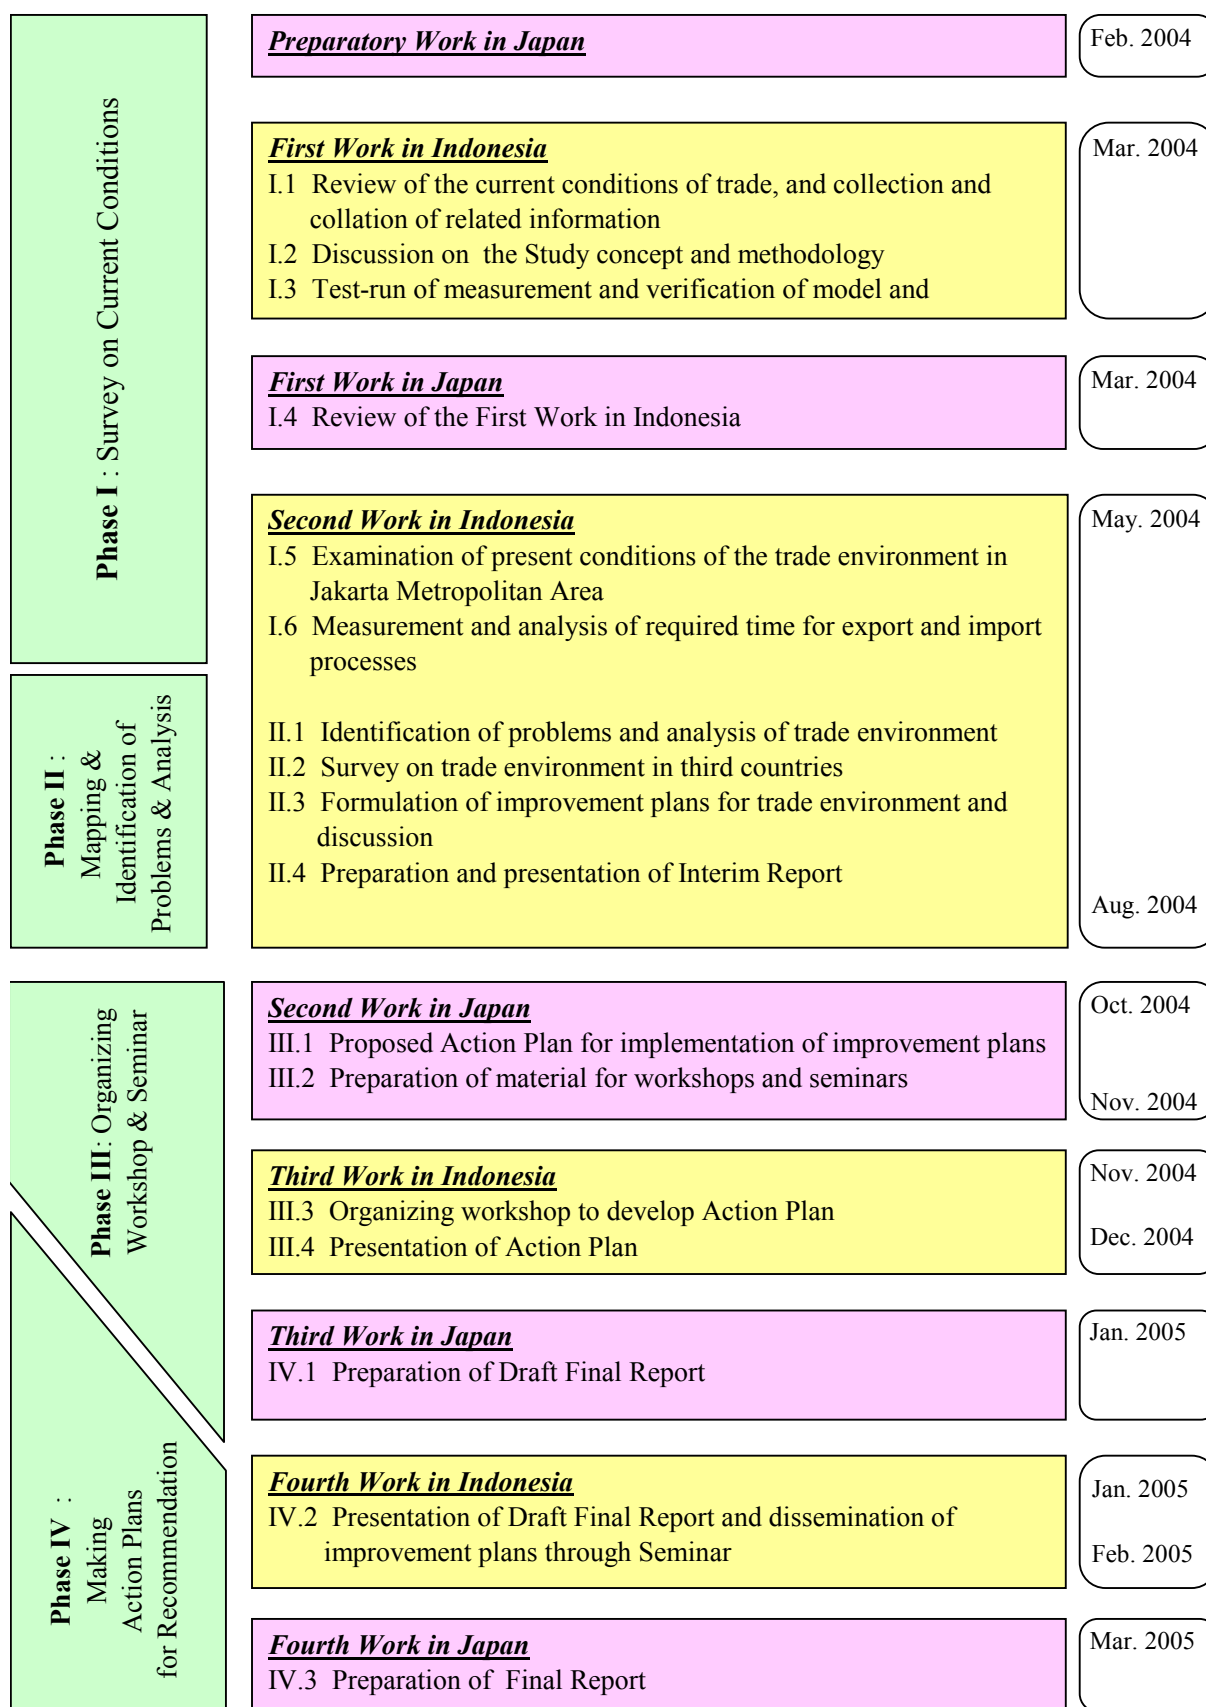 Phase I : Survey on Current Conditions
Preparatory Work in Japan
Feb. 2004
First Work in Indonesia
I.1 Review of the current conditions of trade, and collection and
collation of related information
I.2 Discussion on the Study concept and methodology
I.3 Test-run of measurement and verification of model and
Mar. 2004
First Work in Japan
I.4 Review of the First Work in Indonesia
Mar. 2004
Second Work in Indonesia
I.5 Examination of present conditions of the trade environment in
Jakarta Metropolitan Area
I.6 Measurement and analysis of required time for export and import
processes
May. 2004
Phase II :
Mapping &
Identification of
Problems & Analysis
II.1 Identification of problems and analysis of trade environment
II.2 Survey on trade environment in third countries
II.3 Formulation of improvement plans for trade environment and
discussion
II.4 Preparation and presentation of Interim Report
Aug. 2004
Phase III: Organizing
Workshop & Seminar
Second Work in Japan
III.1 Proposed Action Plan for implementation of improvement plans
III.2 Preparation of material for workshops and seminars
Oct. 2004
Nov. 2004
Third Work in Indonesia
III.3 Organizing workshop to develop Action Plan
III.4 Presentation of Action Plan
Nov. 2004
Dec. 2004
Third Work in Japan
IV.1 Preparation of Draft Final Report
Jan. 2005
Phase IV :
Making
Action Plans
for Recommendation
Fourth Work in Indonesia
IV.2 Presentation of Draft Final Report and dissemination of
improvement plans through Seminar
Jan. 2005
Feb. 2005
Fourth Work in Japan
IV.3 Preparation of Final Report
Mar. 2005